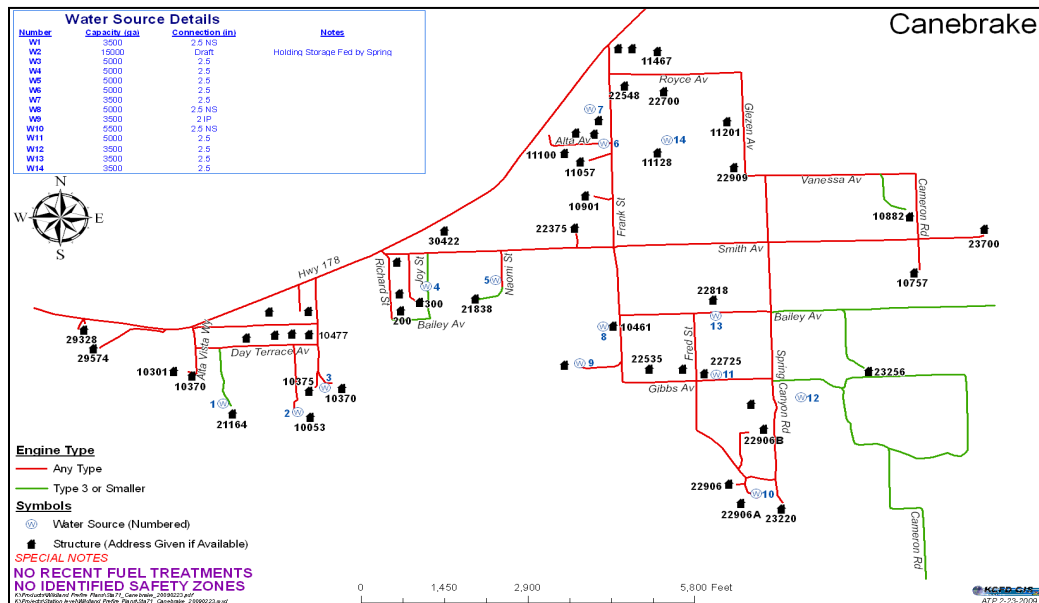 Canebrake
Water Source Details
Number Capacity (ga) Connection (in) Notes
W1 3500 2.5 NS
W2 15000 Draft Holding Storage Fed by Spring
W3 5000 2.5
W4 5000 2.5
W5 5000 2.5
W6 5000 2.5
W7 3500 2.5
W8 5000 2.5 NS
W9 3500 2 IP
W10 5500 2.5 NS
W11 5000 2.5
W12 3500 2.5
W13 3500 2.5
W14 3500 2.5
N
W E
S
11467
Royce Av
22548
22700
7
Glezen Av
11201
Alta Av
6
14
11100
11128
11057
22909
Vanessa Av
10901
Frank St
Cameron Rd
10882
22375
30422
23700
Smith Av
Hwy 178
Richard St
Joy St
Naomi St
5
4
10757
22818
300
21838
200
Bailey Av
Bailey Av
13
10461
8
29328
10477
Alta Vista Wy
Day Terrace Av
29574
Fred St
9
22535
22725
11
Spring Canyon Rd
23256
10301
10370
10375
3
10370
Gibbs Av
12
1
2
21164
10053
22906B
22906
10
22906A
23220
Cameron Rd
Engine Type
Any Type
Type 3 or Smaller
Symbols
W Water Source (Numbered)
Structure (Address Given if Available)
SPECIAL NOTES
NO RECENT FUEL TREATMENTS
NO IDENTIFIED SAFETY ZONES
0 1,450 2,900 5,800 Feet
KCFD GIS
ATP 2-23-2009